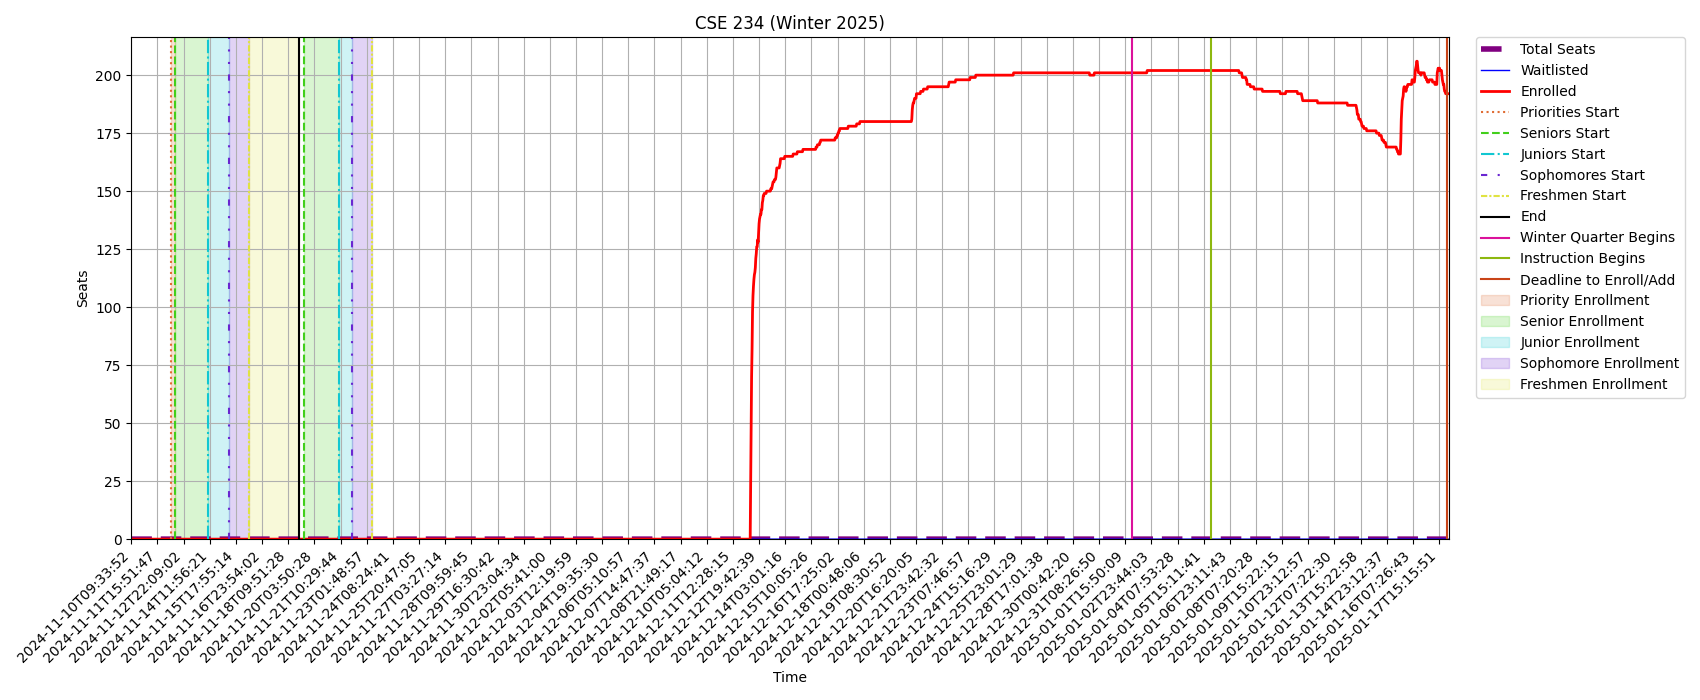 CSE 234 (Winter 2025)
Seats
200
175
150
125
100
75
50
25
0
2024-11-10T09:33:52
2024-11-11T15:51:47
2024-11-12T22:09:02
2024-11-14T11:56:21
2024-11-15T17:55:14
2024-11-16T23:54:02
2024-11-18T09:51:28
2024-11-20T03:50:28
2024-11-21T10:29:44
2024-11-23T01:48:57
2024-11-24T08:24:41
2024-11-25T20:47:05
2024-11-27T03:27:14
2024-11-28T09:59:45
2024-11-29T16:30:42
2024-11-30T23:04:34
2024-12-02T05:41:00
2024-12-03T12:19:59
2024-12-04T19:35:30
2024-12-06T05:10:57
2024-12-07T14:47:37
2024-12-08T21:49:17
2024-12-10T05:04:12
2024-12-11T12:28:15
2024-12-12T19:42:39
2024-12-14T03:01:16
2024-12-15T10:05:26
2024-12-16T17:25:02
2024-12-18T00:48:06
2024-12-19T08:30:52
2024-12-20T16:20:05
2024-12-21T23:42:32
2024-12-23T07:46:57
2024-12-24T15:16:29
2024-12-25T23:01:29
2024-12-28T17:01:38
2024-12-30T00:42:20
2024-12-31T08:26:50
2025-01-01T15:50:09
2025-01-02T23:44:03
2025-01-04T07:53:28
2025-01-05T15:11:41
2025-01-06T23:11:43
2025-01-08T07:20:28
2025-01-09T15:22:15
2025-01-10T23:12:57
2025-01-12T07:22:30
2025-01-13T15:22:58
2025-01-14T23:12:37
2025-01-16T07:26:43
2025-01-17T15:15:51
Time
Total Seats
Waitlisted
Enrolled
Priorities Start
Seniors Start
Juniors Start
Sophomores Start
Freshmen Start
End
Winter Quarter Begins
Instruction Begins
Deadline to Enroll/Add
Priority Enrollment
Senior Enrollment
Junior Enrollment
Sophomore Enrollment
Freshmen Enrollment